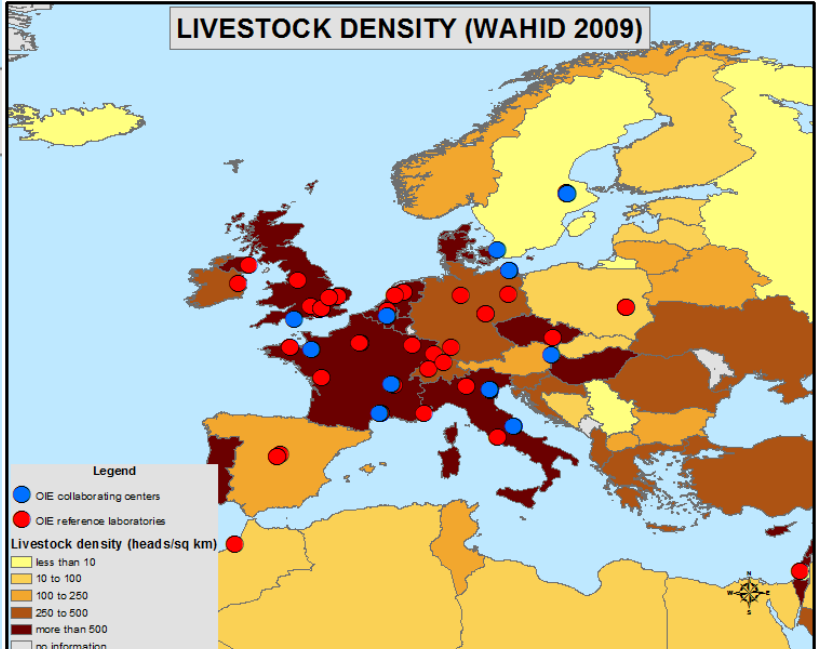 LIVESTOCK DENSITY (WAHID 2009)
Legend
OIE collaborating centers
OIE reference laboratories
Livestock density (heads/sq km)
less than 10
10 to 100
100 to 250
250 to 500
more than 500
no information
N
W E
S